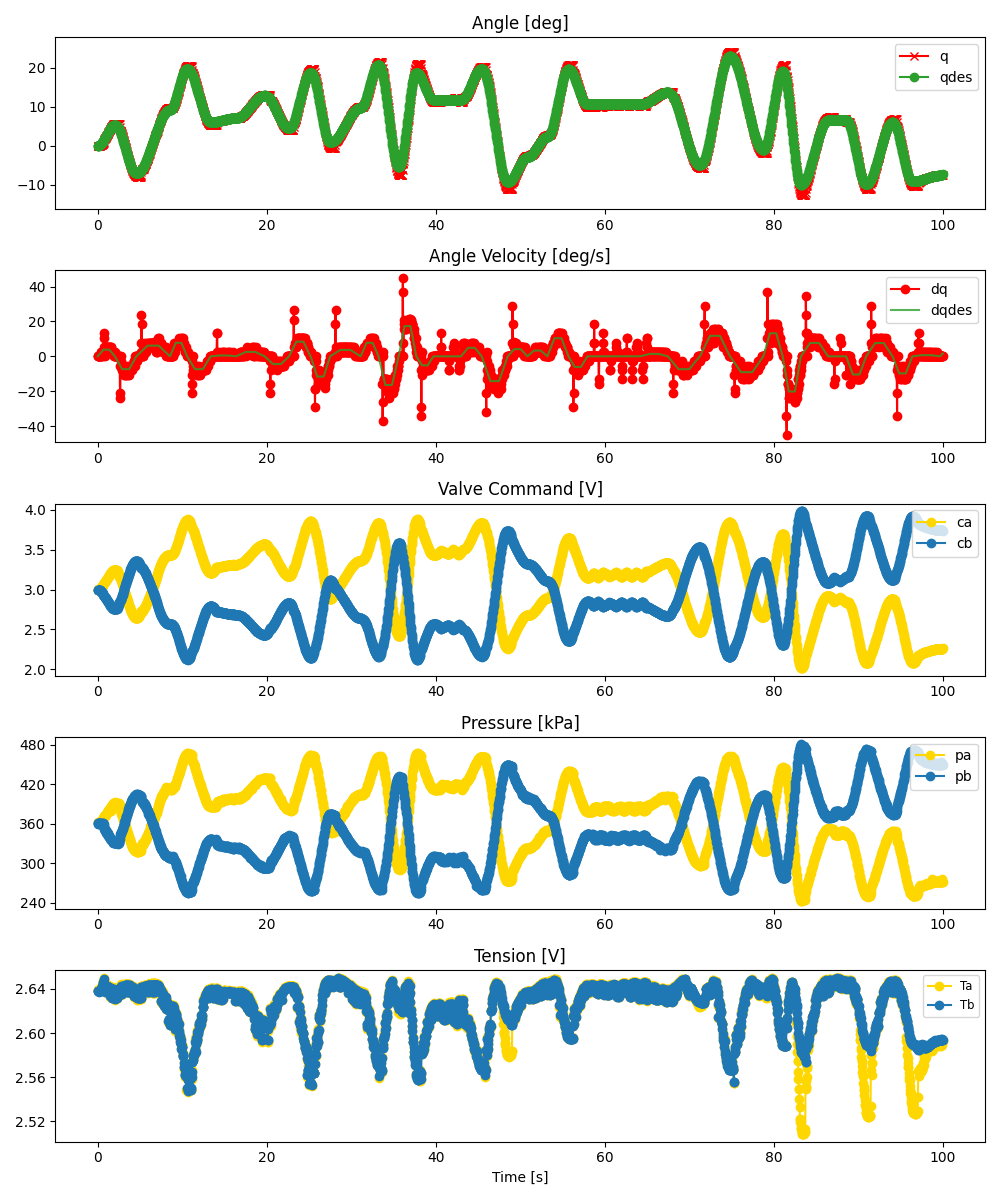 Angle [deg]
20
10
0
−10
q
qdes
0 20 40 60 80 100
Angle Velocity [deg/s]
40
20
0
−20
−40
dq
dqdes
0 20 40 60 80 100
Valve Command [V]
4.0
3.5
3.0
2.5
2.0
ca
cb
0 20 40 60 80 100
Pressure [kPa]
480
420
360
300
240
pa
pb
0 20 40 60 80 100
Tension [V]
2.64
2.60
2.56
2.52
Ta
Tb
0 20 40 60 80 100
Time [s]